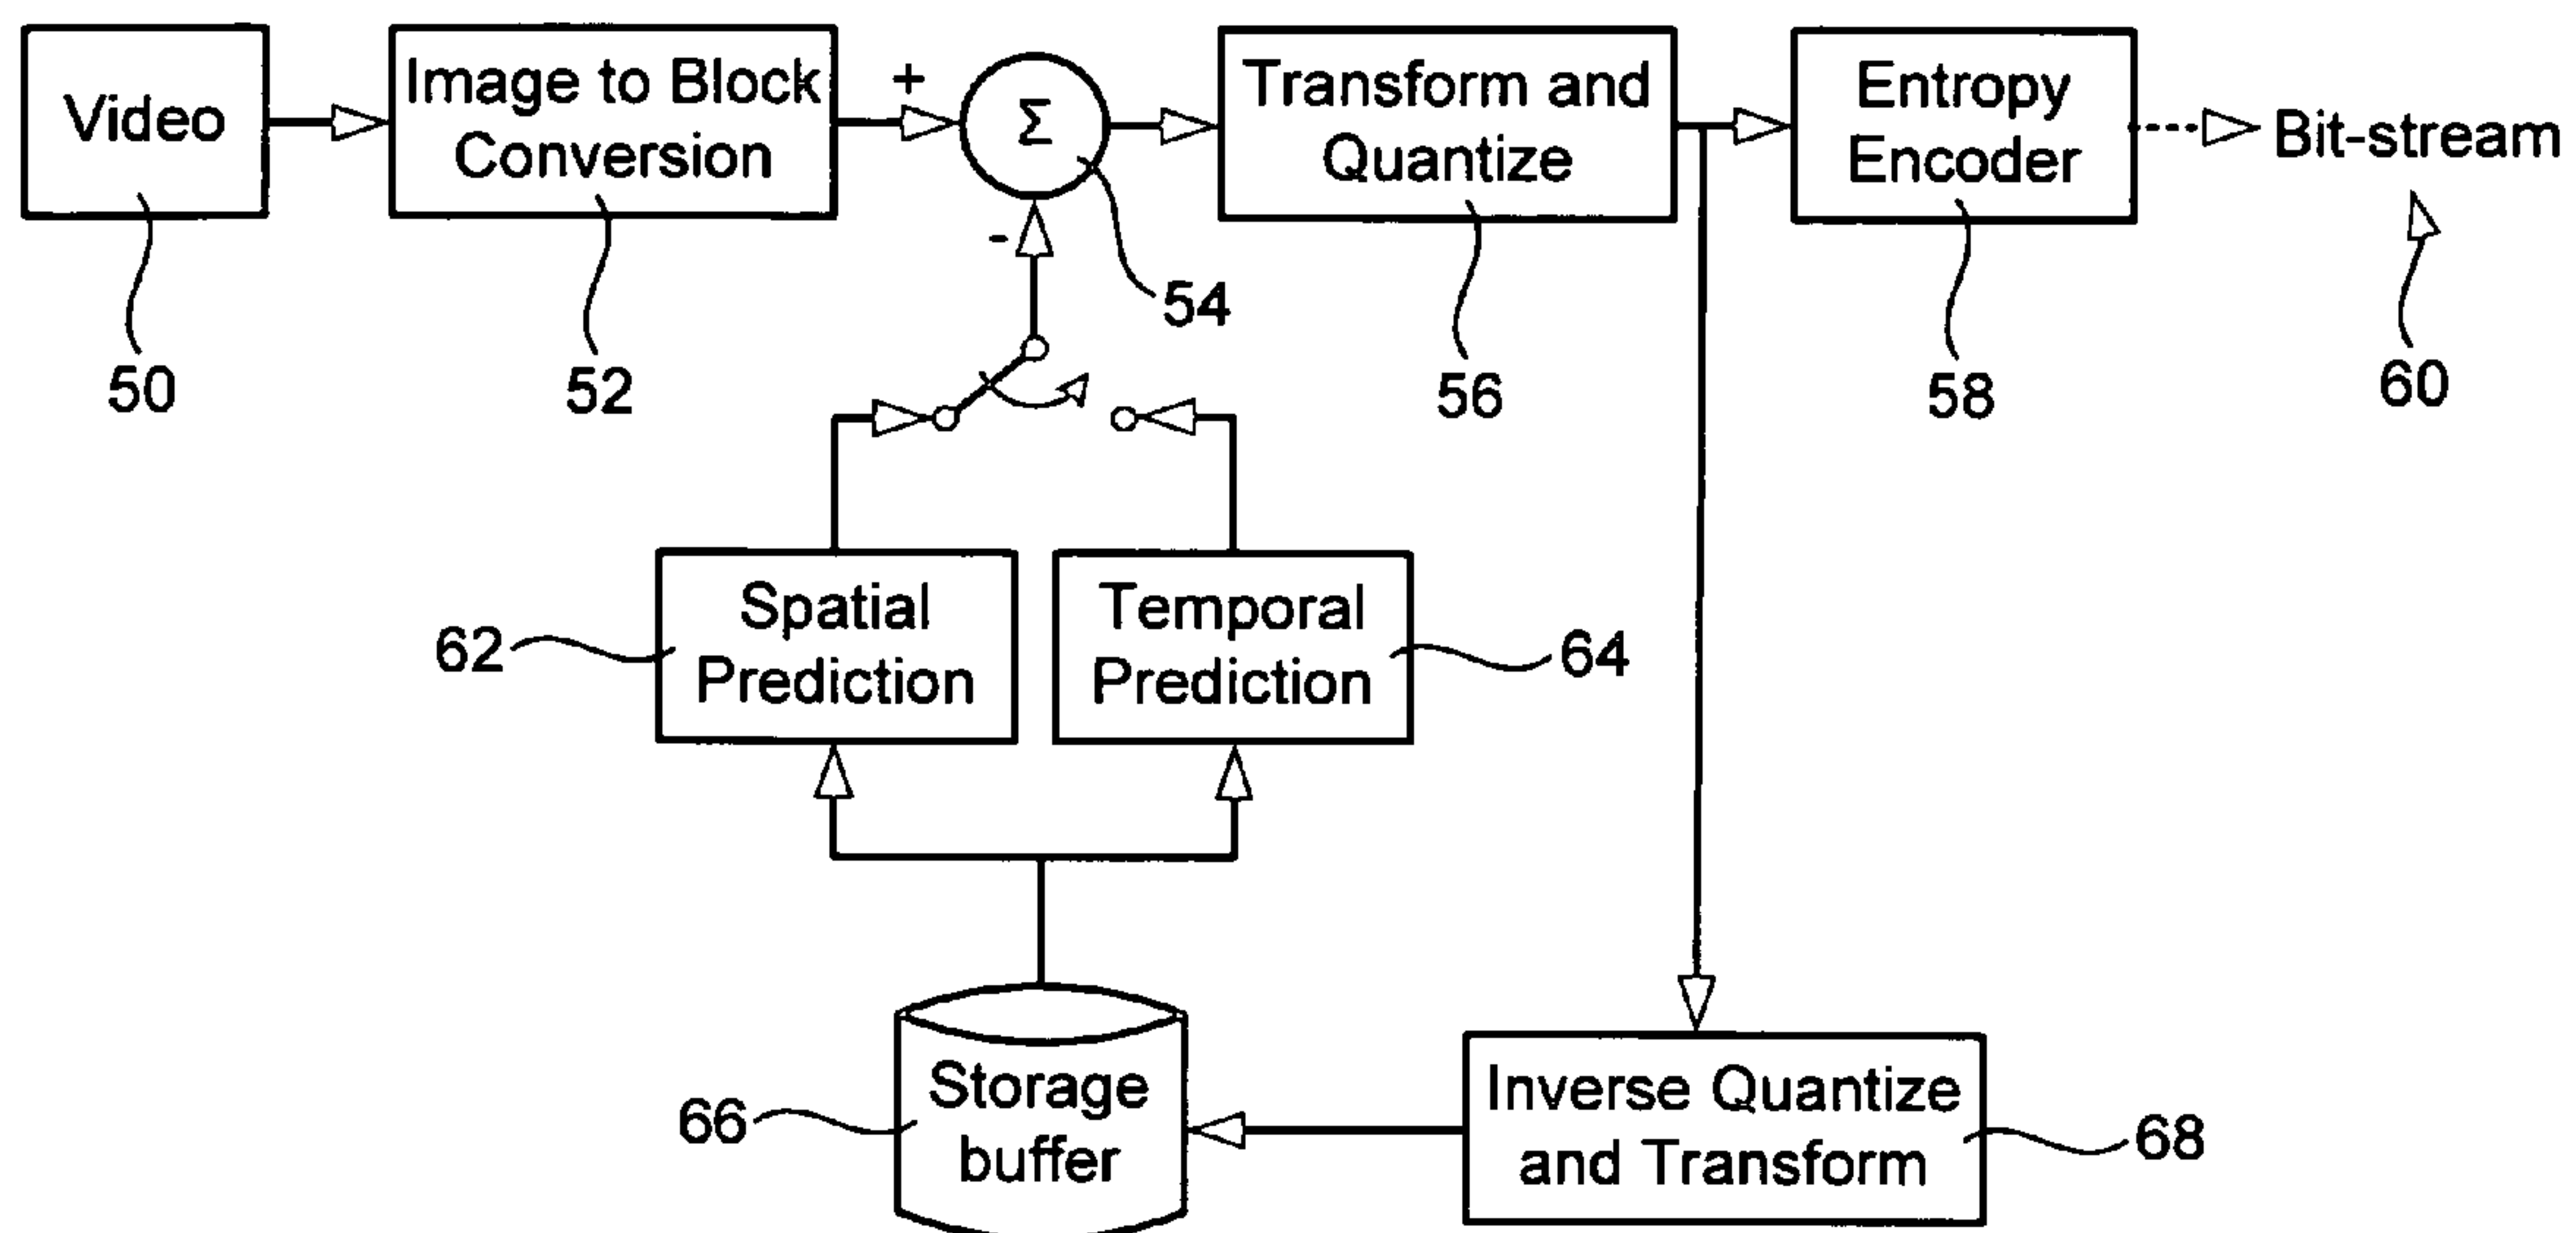 Video
Image to Block
Conversion
+
Σ
-
Transform and
Quantize
Entropy
Encoder
Bit-stream
50
52
54
56
58
60
Spatial
Prediction
Temporal
Prediction
62
64
Storage
buffer
66
Inverse Quantize
and Transform
68